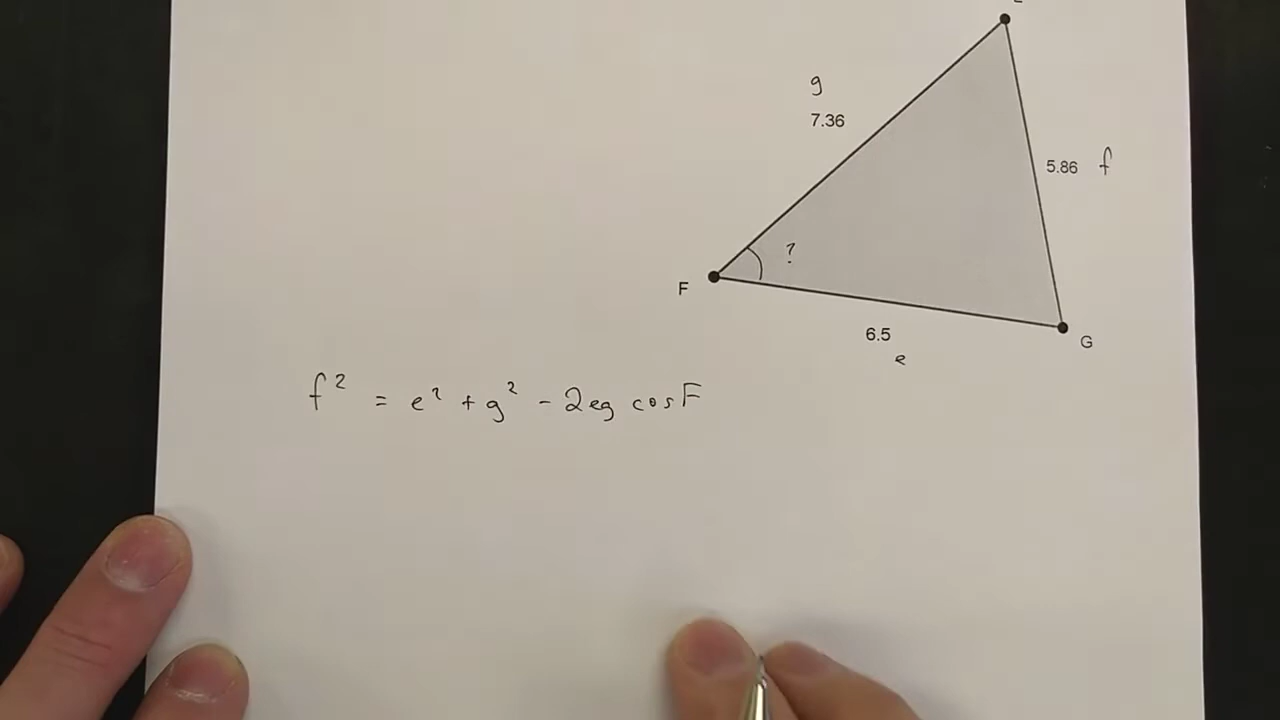 g
7.36
5.86 f
?
F
6.5
G
e
f² = e² + g² - 2eg cos F